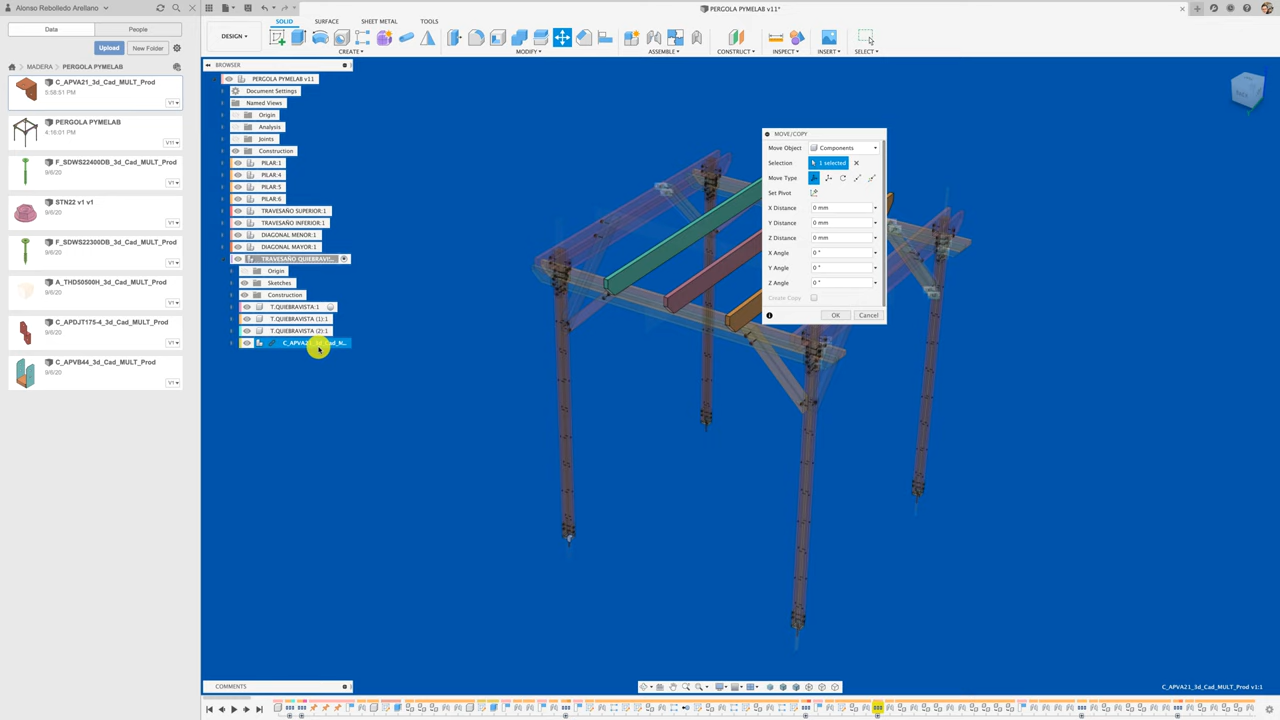 Alonso Rebolledo Arellano
PERGOLA PYMELAB v11*
Data
People
Upload
New Folder
MADERA
PERGOLA PYMELAB
C_APVA21_3d_Cad_MULT_Prod
5:58:51 PM
V1
PERGOLA PYMELAB
4:16:01 PM
V11
F_SDWS22400DB_3d_Cad_MULT_Prod
9/6/20
V1
STN22 v1 v1
9/6/20
V1
F_SDWS22300DB_3d_Cad_MULT_Prod
9/6/20
V1
A_THD50500H_3d_Cad_MULT_Prod
9/6/20
V1
C_APDJT175-4_3d_Cad_MULT_Prod
9/6/20
V1
C_APVB44_3d_Cad_MULT_Prod
9/6/20
V1
SOLID
SURFACE
SHEET METAL
TOOLS
DESIGN
CREATE
MODIFY
ASSEMBLE
CONSTRUCT
INSPECT
INSERT
SELECT
BROWSER
PERGOLA PYMELAB v11
Document Settings
Named Views
Origin
Analysis
Joints
Construction
PILAR:1
PILAR:4
PILAR:5
PILAR:6
TRAVESAÑO SUPERIOR:1
TRAVESAÑO INFERIOR:1
DIAGONAL MENOR:1
DIAGONAL MAYOR:1
TRAVESAÑO QUIEBRAVI...
Origin
Sketches
Construction
T.QUIEBRAVISTA:1
T.QUIEBRAVISTA (1):1
T.QUIEBRAVISTA (2):1
MOVE/COPY
Move Object
Components
Selection
1 selected
Move Type
Set Pivot
X Distance
0 mm
Y Distance
0 mm
Z Distance
0 mm
X Angle
0 °
Y Angle
0 °
Z Angle
0 °
Create Copy
OK
Cancel
COMMENTS
C_APVA21_3d_Cad_MULT_Prod v1:1